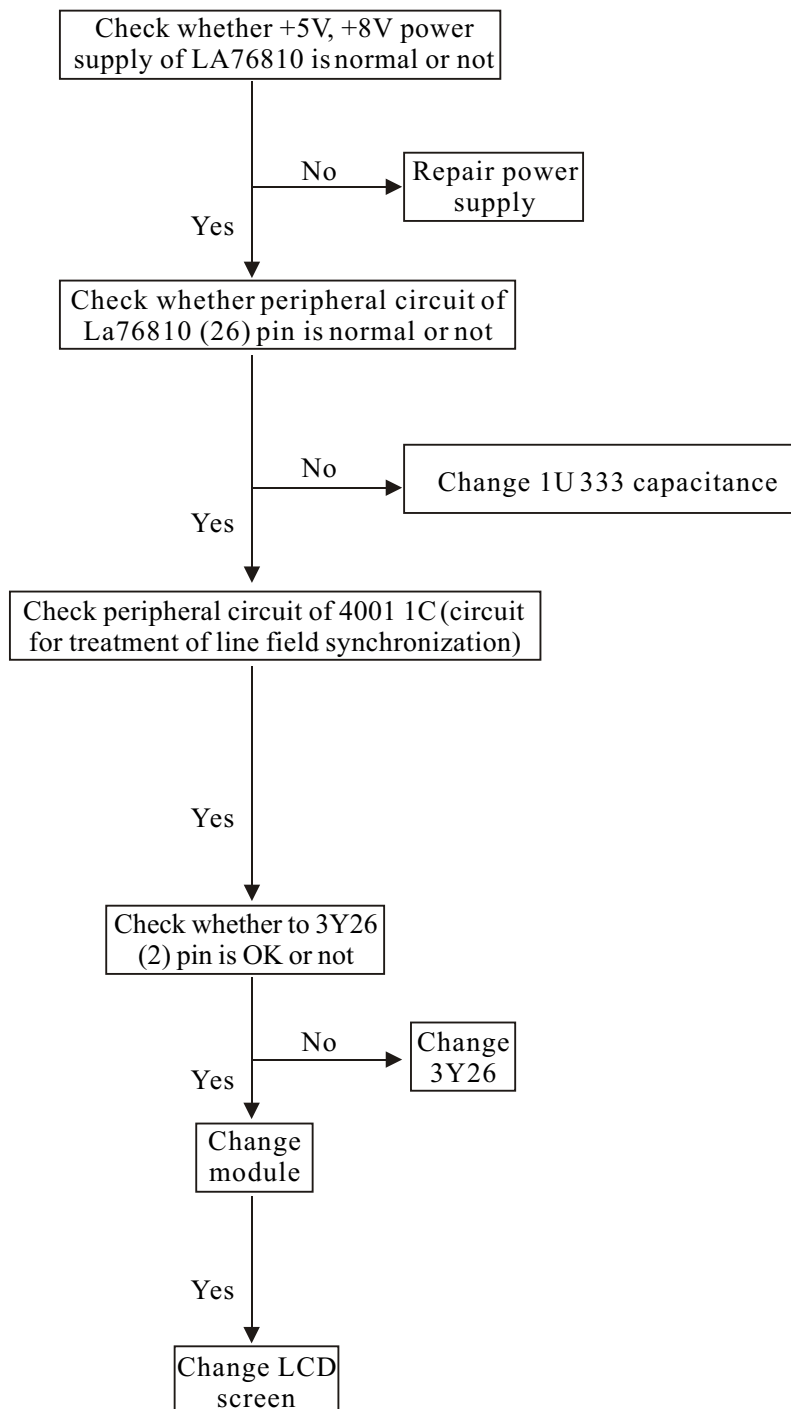 Check whether +5V, +8V power
supply of LA76810 is normal or not
No
Repair power
supply
Yes
Check whether peripheral circuit of
La76810 (26) pin is normal or not
No
Change 1U 333 capacitance
Yes
Check peripheral circuit of 4001 1C (circuit
for treatment of line field synchronization)
Yes
Check whether to 3Y26
(2) pin is OK or not
No
Change
3Y26
Yes
Change
module
Yes
Change LCD
screen